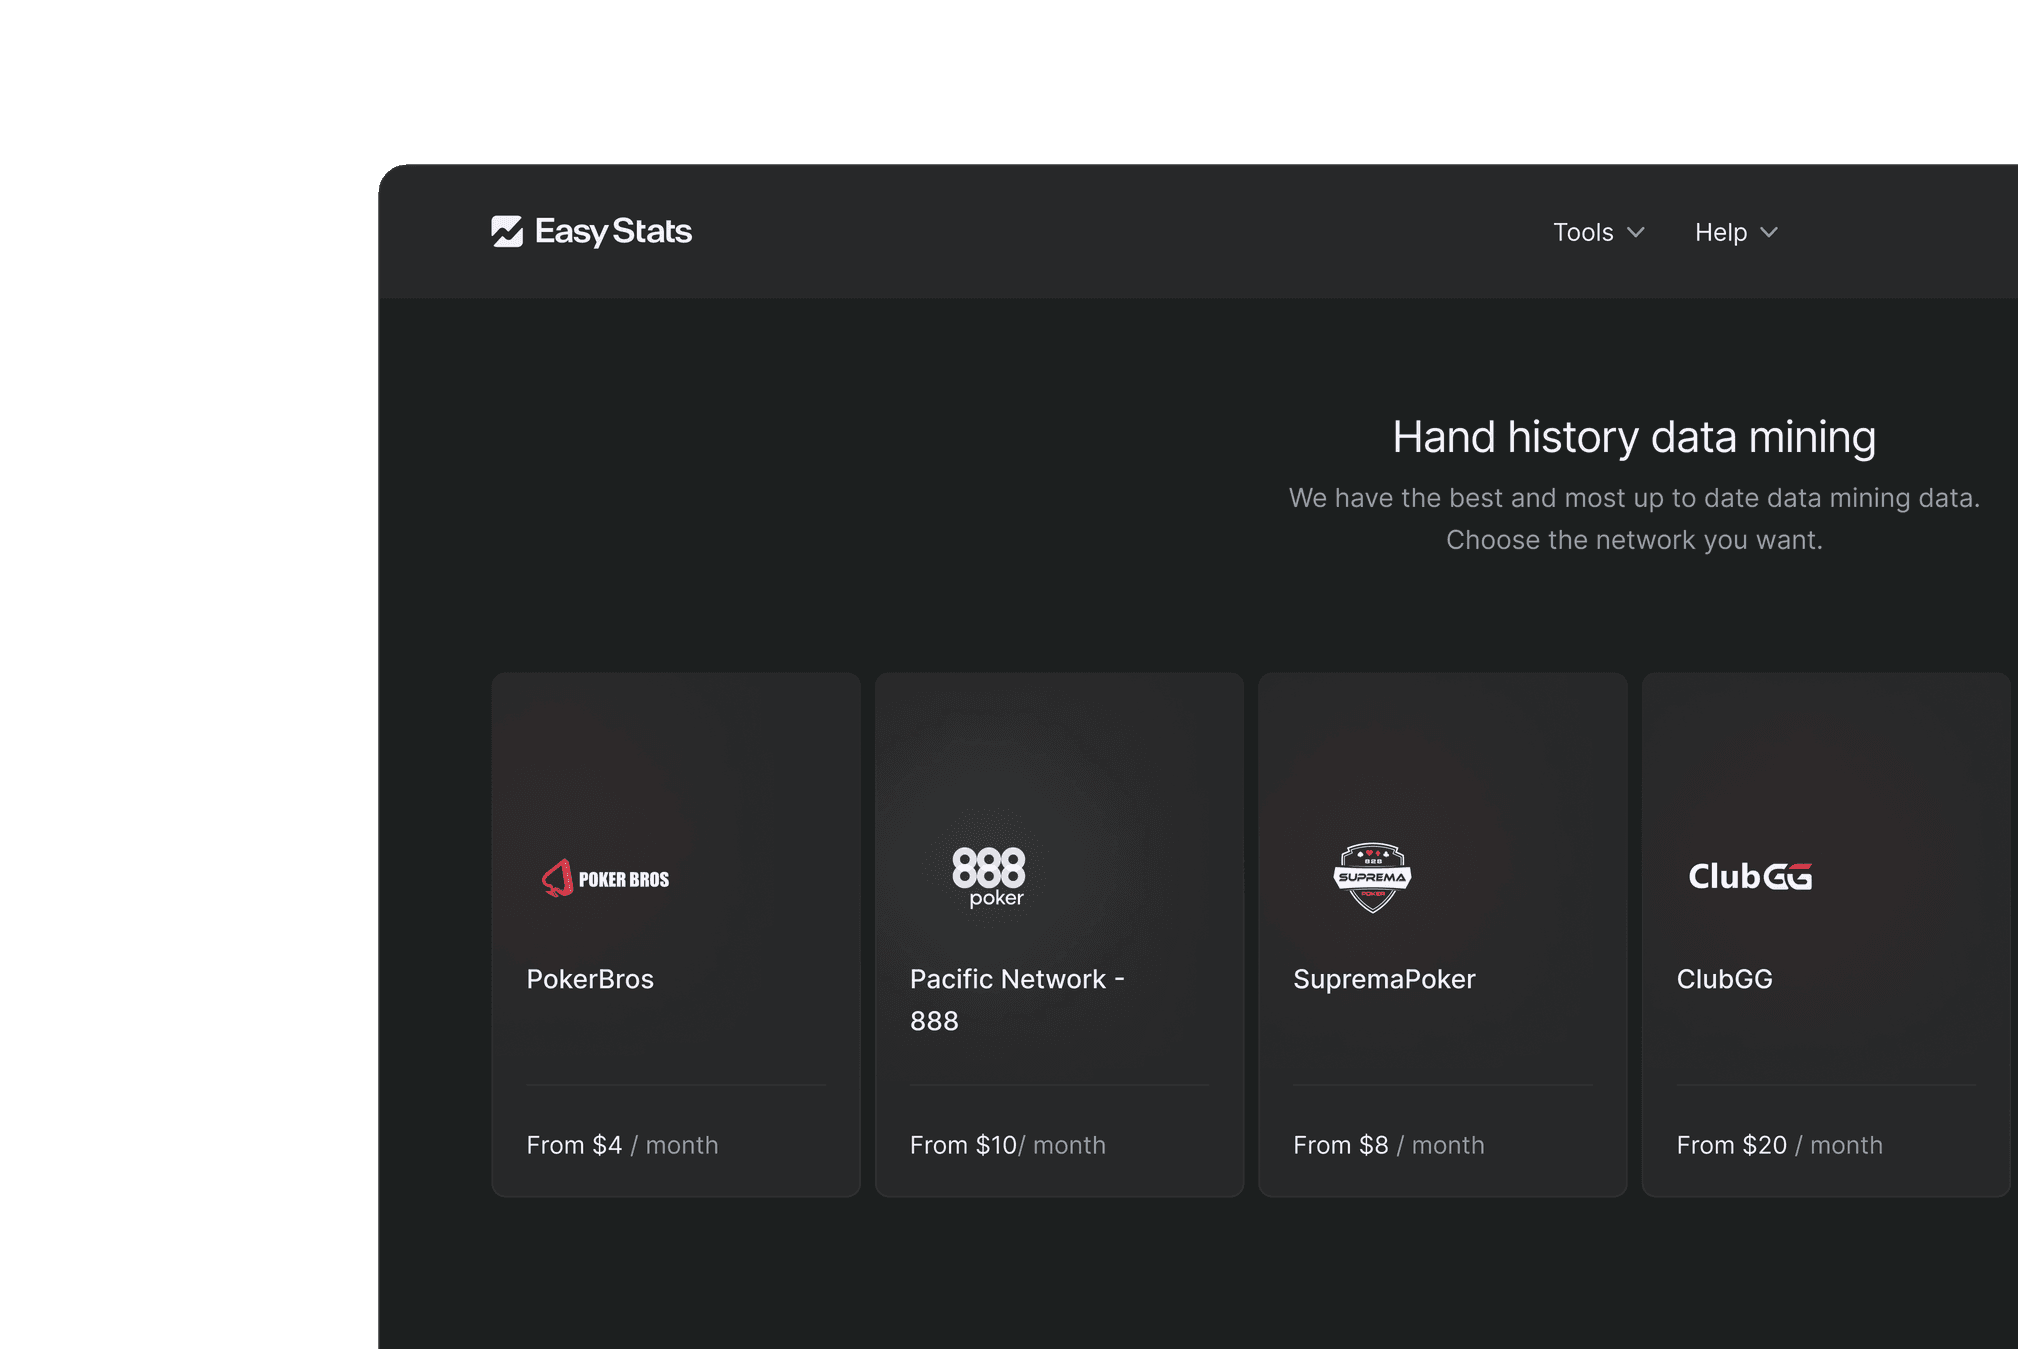 Easy Stats
Tools
Help
Hand history data mining
We have the best and most up to date data mining data.
Choose the network you want.
POKER BROS
PokerBros
From $4 / month
888
poker
Pacific Network -
888
From $10/ month
B2B
SUPREMA
POKER
SupremaPoker
From $8 / month
ClubGG
ClubGG
From $20 / month